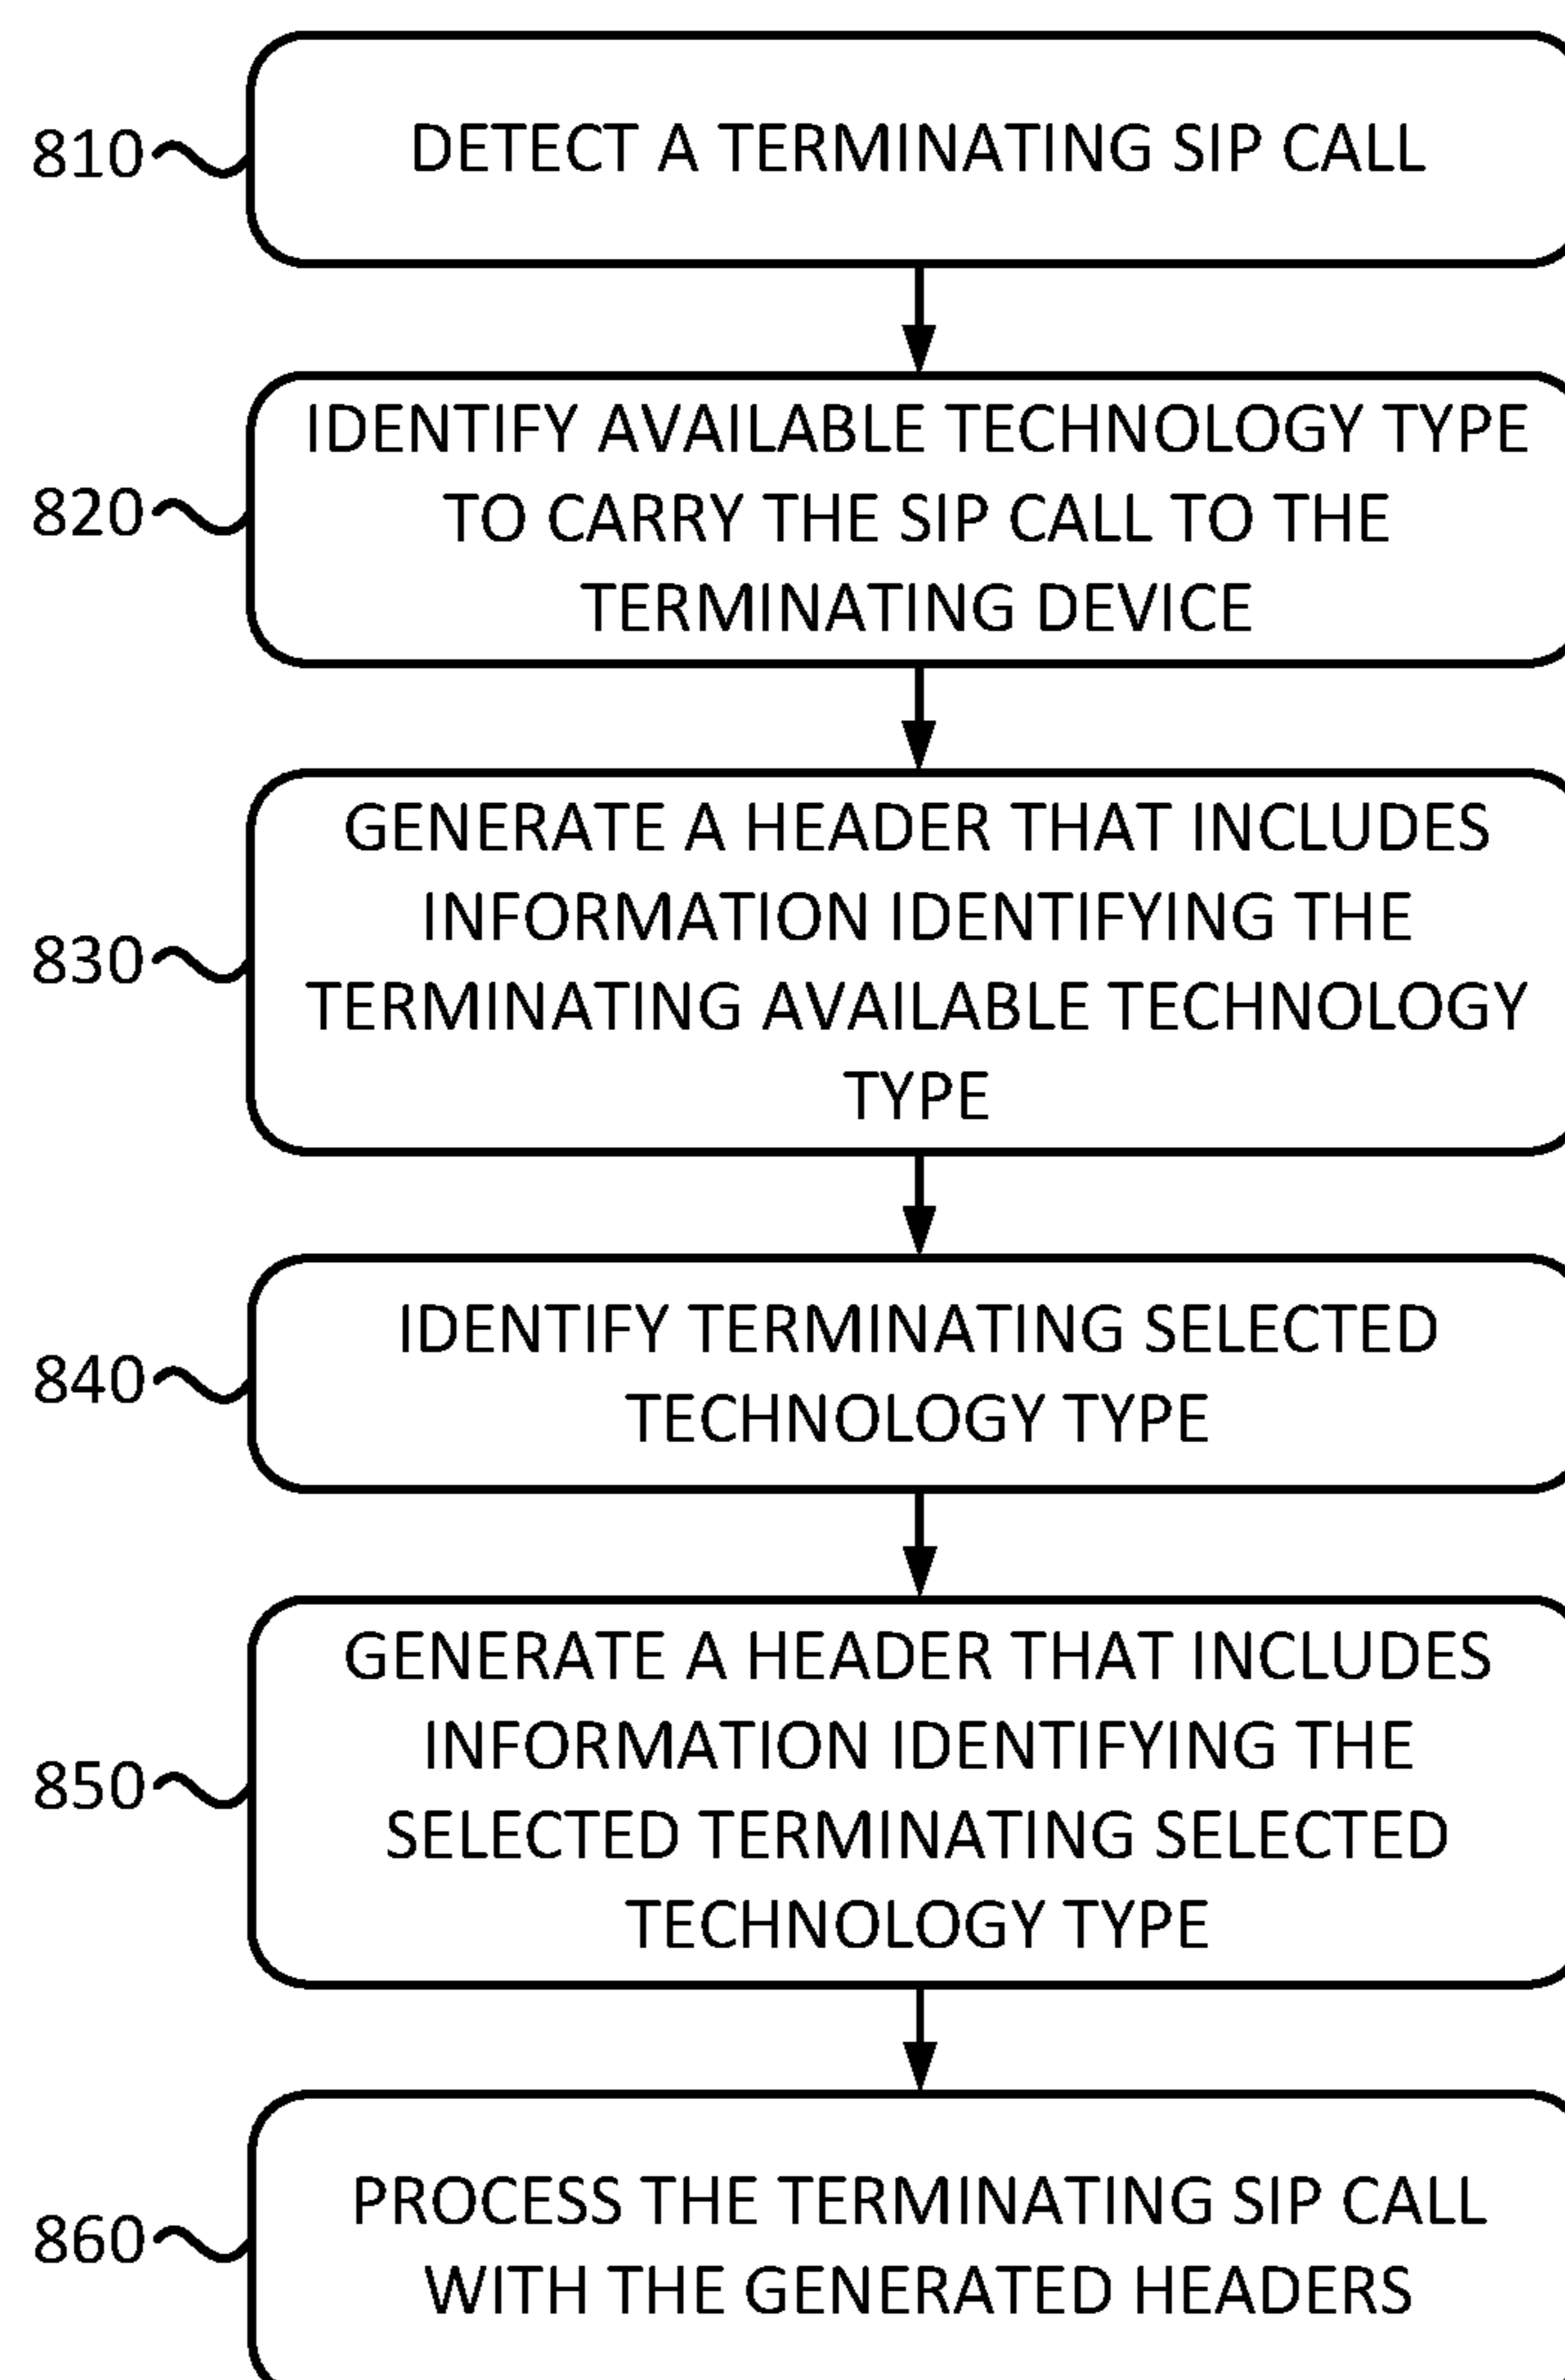 810
DETECT A TERMINATING SIP CALL
820
IDENTIFY AVAILABLE TECHNOLOGY TYPE
TO CARRY THE SIP CALL TO THE
TERMINATING DEVICE
830
GENERATE A HEADER THAT INCLUDES
INFORMATION IDENTIFYING THE
TERMINATING AVAILABLE TECHNOLOGY
TYPE
840
IDENTIFY TERMINATING SELECTED
TECHNOLOGY TYPE
850
GENERATE A HEADER THAT INCLUDES
INFORMATION IDENTIFYING THE
SELECTED TERMINATING SELECTED
TECHNOLOGY TYPE
860
PROCESS THE TERMINATING SIP CALL
WITH THE GENERATED HEADERS